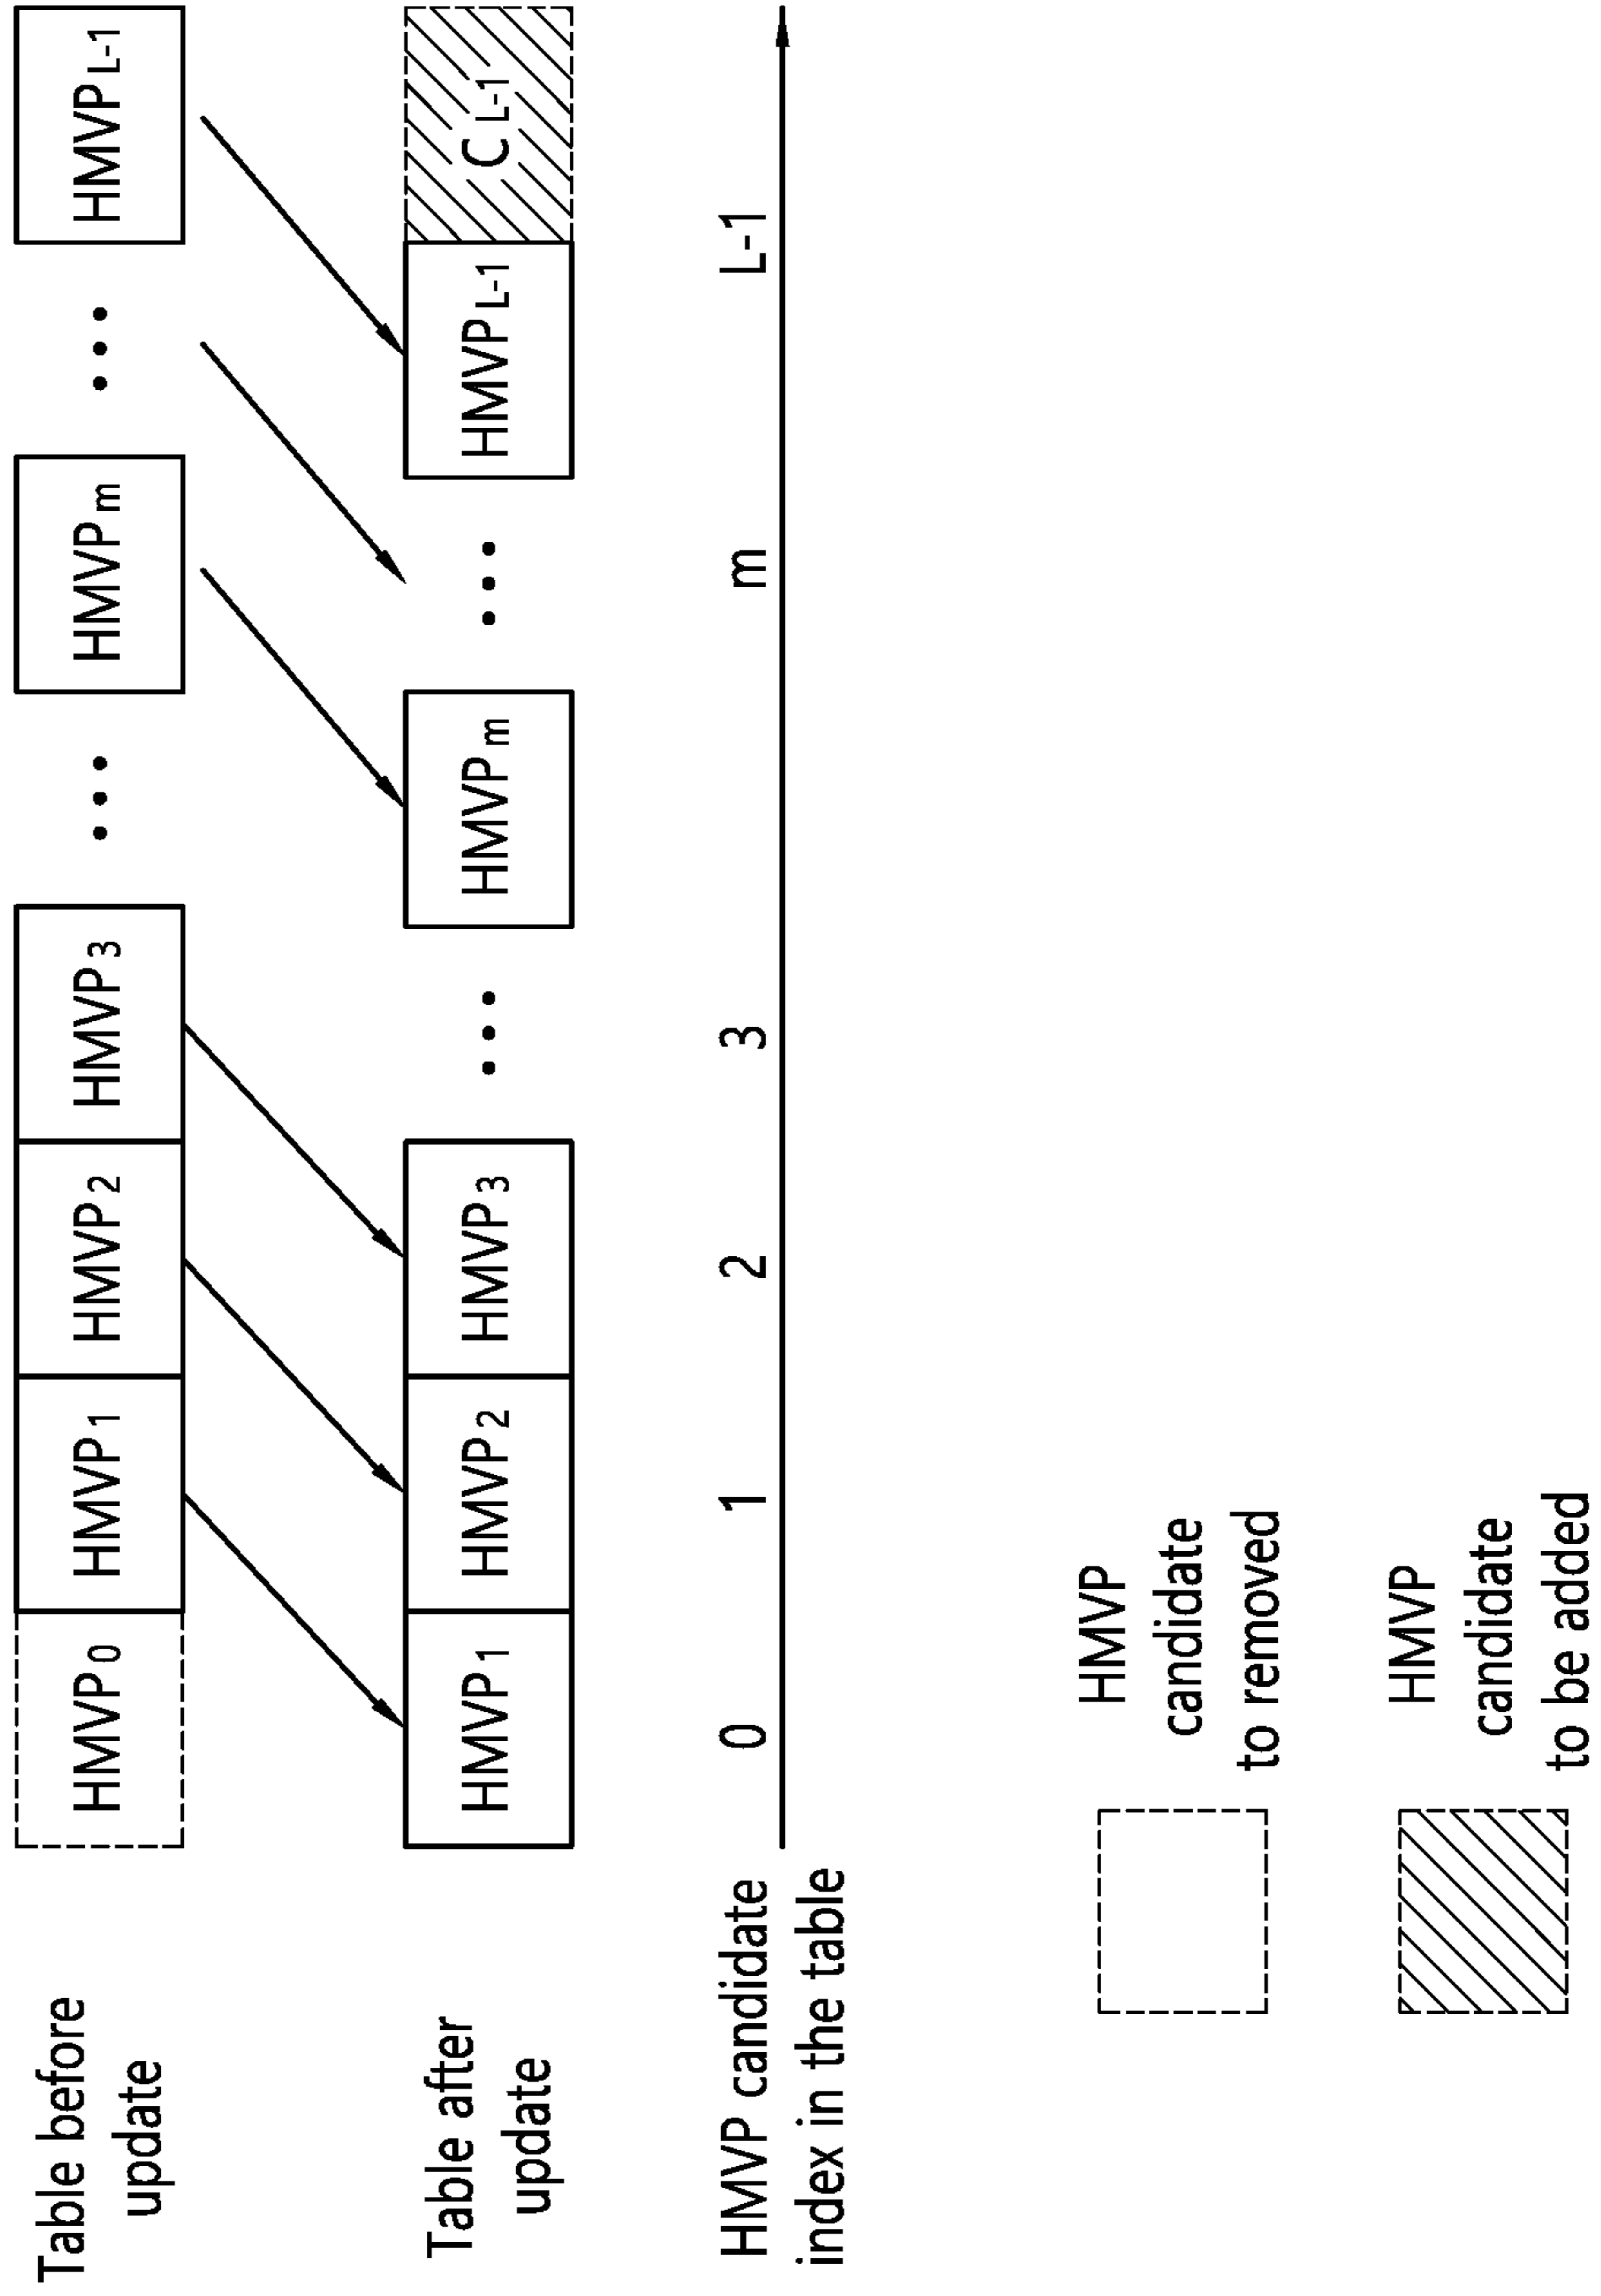 Table before
update
HMVP0 HMVP1 HMVP2 HMVP3 ... HMVPm ... HMVPL-1
Table after
update
HMVP1 HMVP2 HMVP3 ... HMVPm ... HMVPL-1 CL-1
HMVP candidate
index in the table
0 1 2 3 m L-1
HMVP
candidate
to removed
HMVP
candidate
to be added